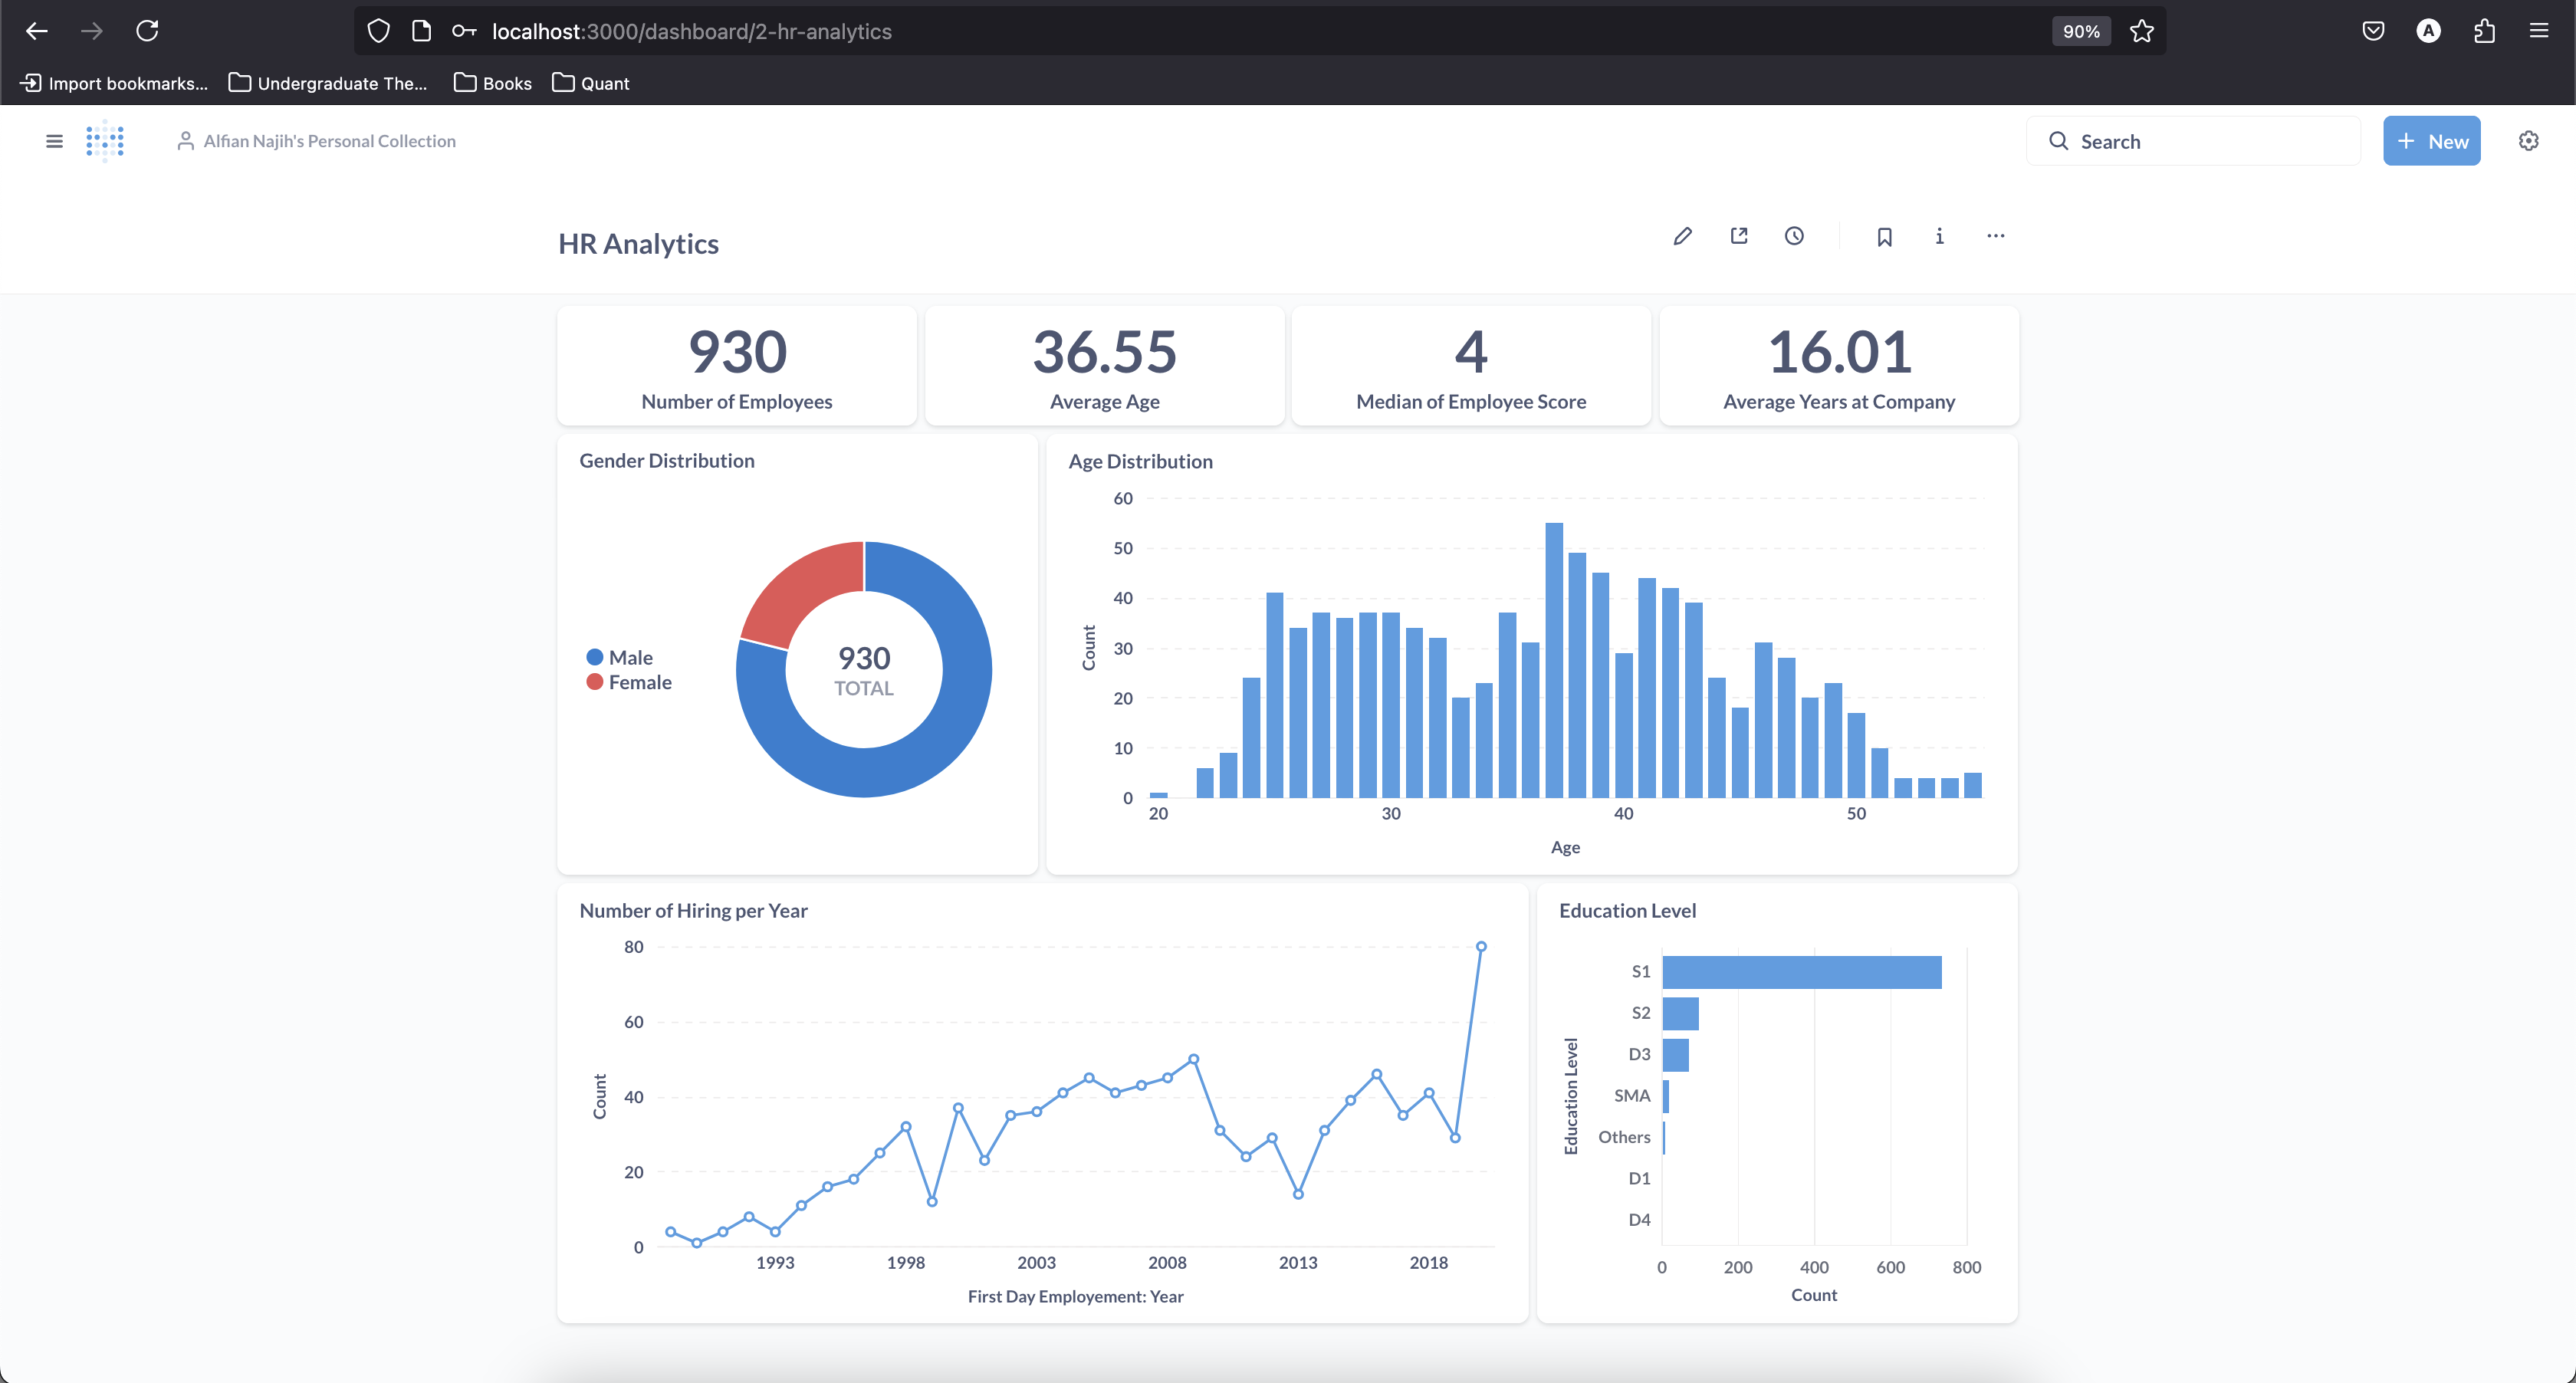 localhost:3000/dashboard/2-hr-analytics
90%
A
Import bookmarks...
Undergraduate The...
Books
Quant
Alfian Najih's Personal Collection
Search
+ New
HR Analytics
930
Number of Employees
36.55
Average Age
4
Median of Employee Score
16.01
Average Years at Company
Gender Distribution
Male
Female
930
TOTAL
Age Distribution
60
50
40
30
20
10
0
Count
20
30
40
50
Age
Number of Hiring per Year
80
60
40
20
0
Count
1993
1998
2003
2008
2013
2018
First Day Employement: Year
Education Level
Education Level
S1
S2
D3
SMA
Others
D1
D4
0
200
400
600
800
Count